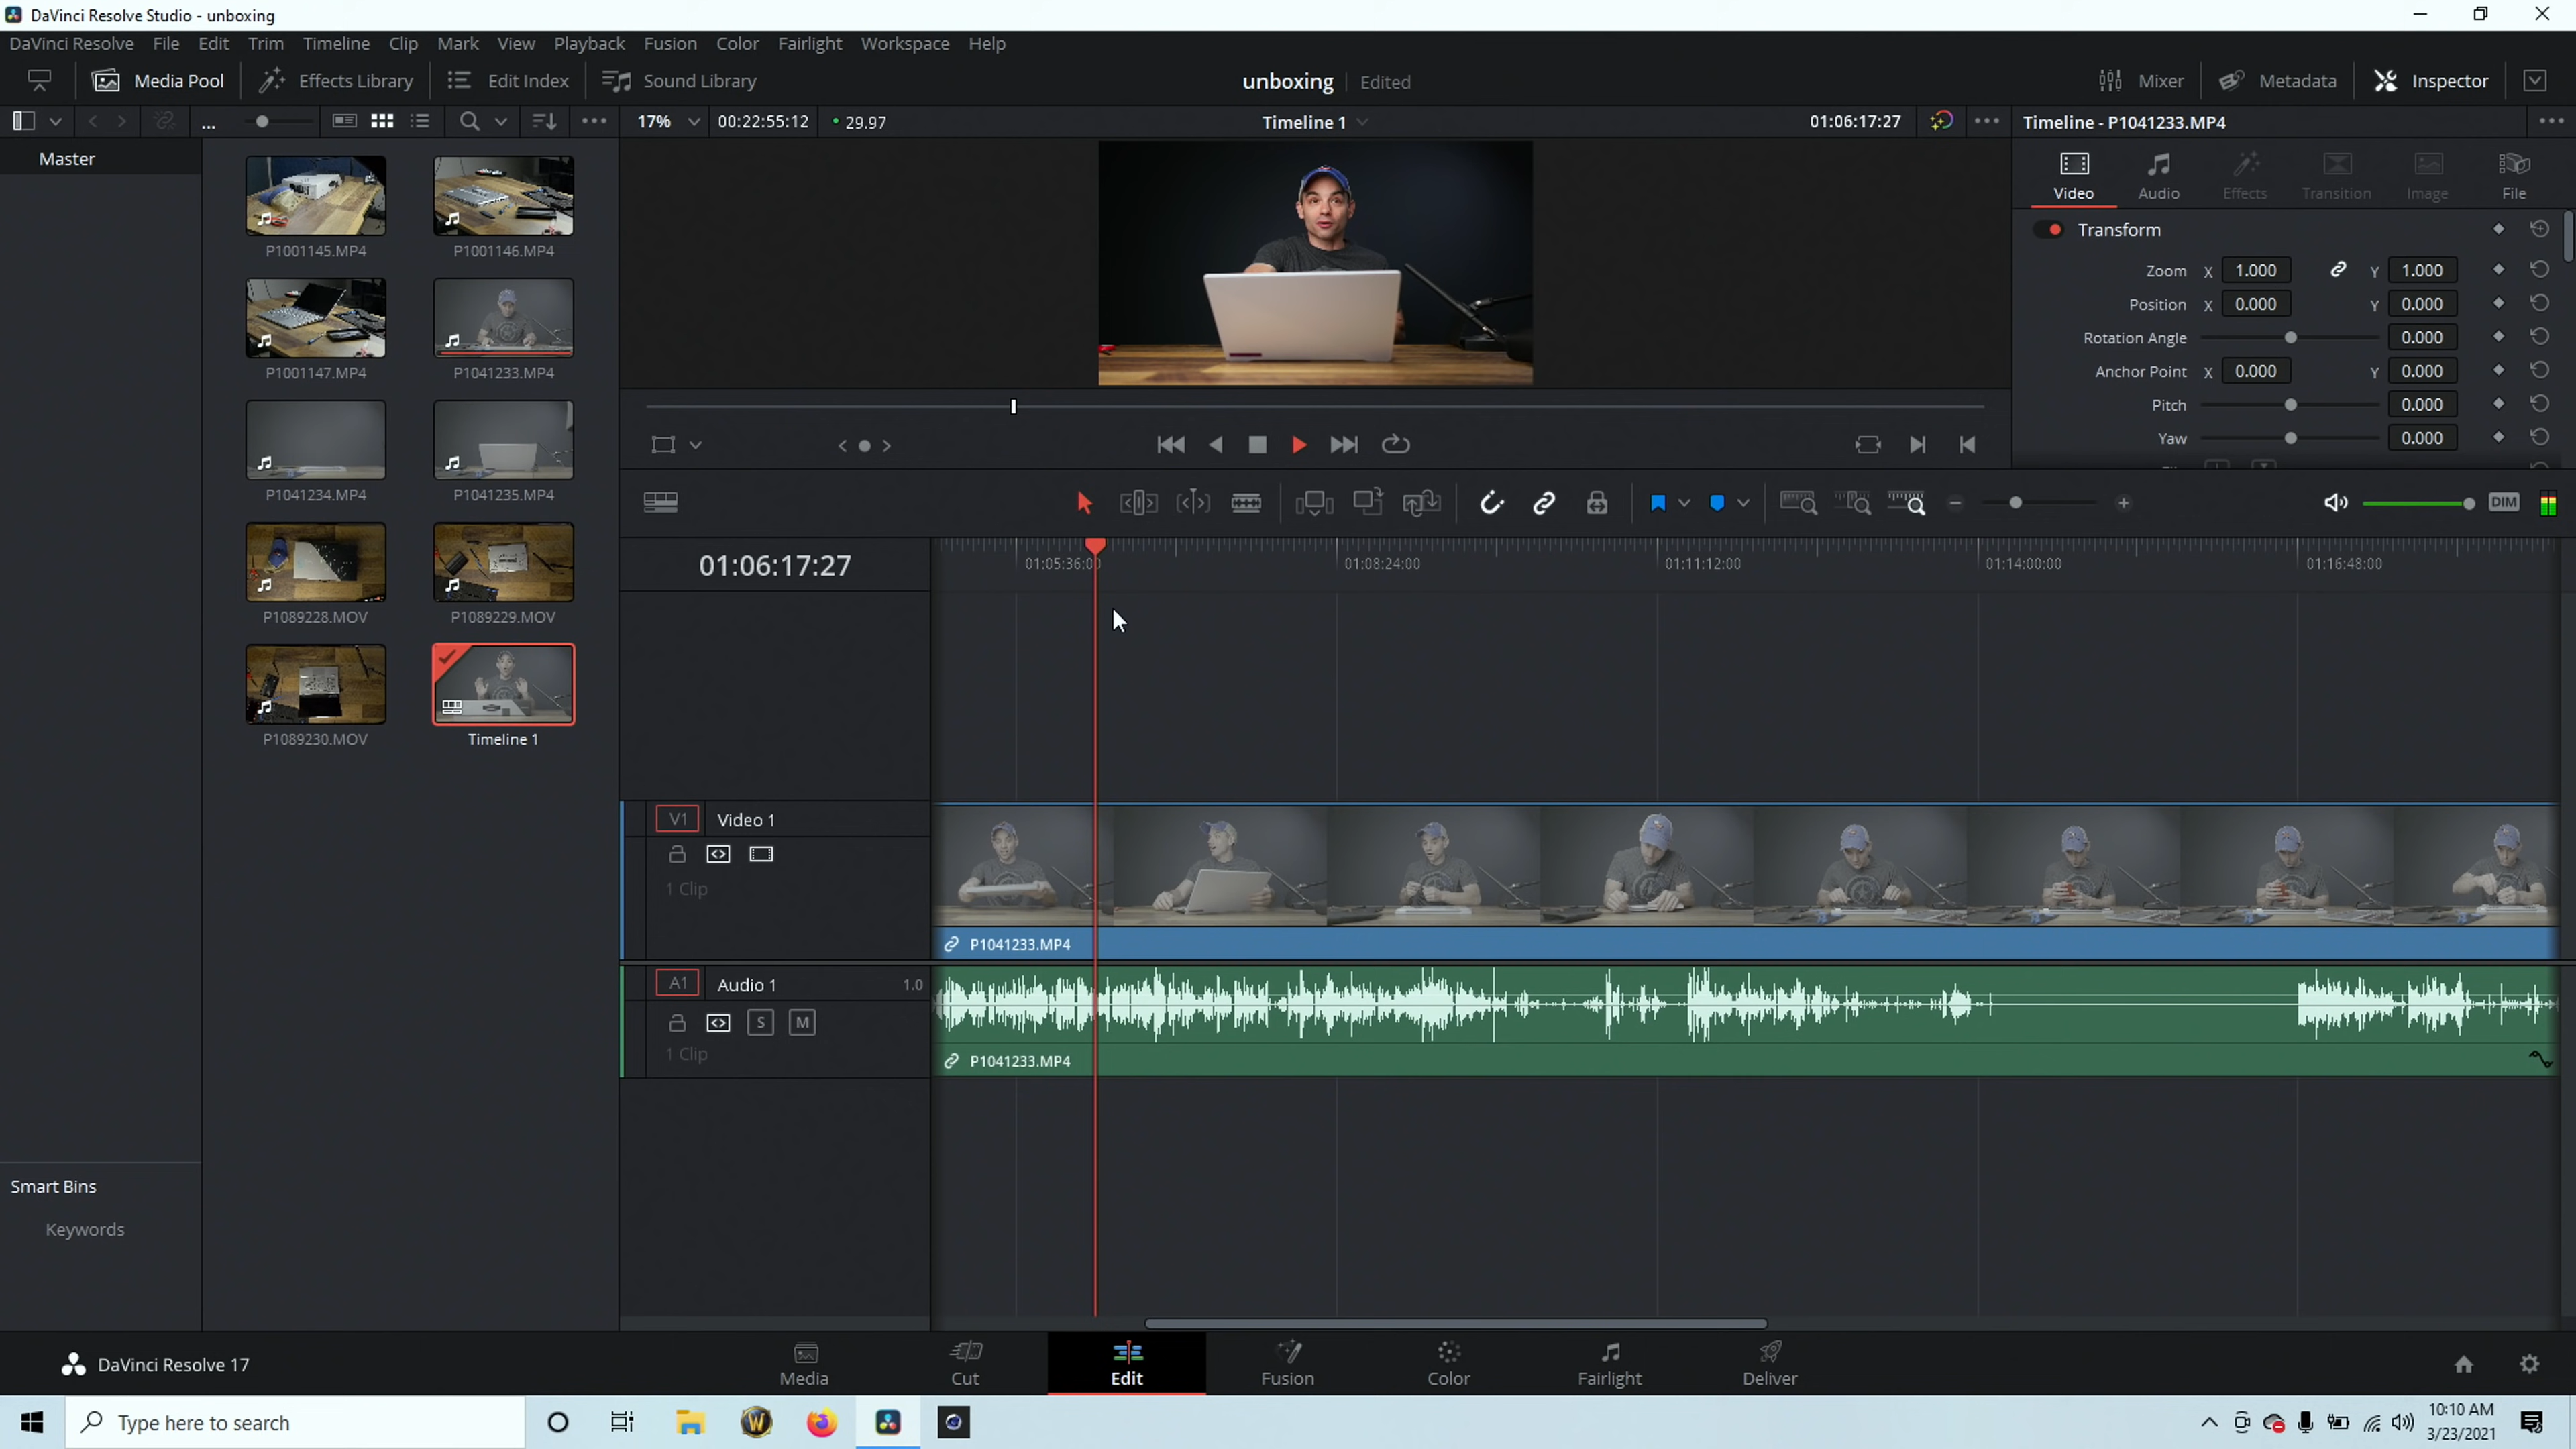 DaVinci Resolve Studio - unboxing
DaVinci Resolve File Edit Trim Timeline Clip Mark View Playback Fusion Color Fairlight Workspace Help
Media Pool Effects Library Edit Index Sound Library unboxing Edited Mixer Metadata Inspector
... 17% 00:22:55:12 29.97 Timeline 1 01:06:17:27 Timeline - P1041233.MP4
Master
P1001145.MP4 P1001146.MP4
P1001147.MP4 P1041233.MP4
P1041234.MP4 P1041235.MP4
P1089228.MOV P1089229.MOV
P1089230.MOV Timeline 1
Smart Bins
Keywords
Video Audio Effects Transition Image File
Transform
Zoom X 1.000 Y 1.000
Position X 0.000 Y 0.000
Rotation Angle 0.000
Anchor Point X 0.000 Y 0.000
Pitch 0.000
Yaw 0.000
DIM
01:06:17:27
01:05:36:00 01:08:24:00 01:11:12:00 01:14:00:00 01:16:48:00
V1 Video 1
1 Clip
P1041233.MP4
A1 Audio 1 1.0
S M
1 Clip
P1041233.MP4
DaVinci Resolve 17
Media Cut Edit Fusion Color Fairlight Deliver
Type here to search
W
10:10 AM
3/23/2021